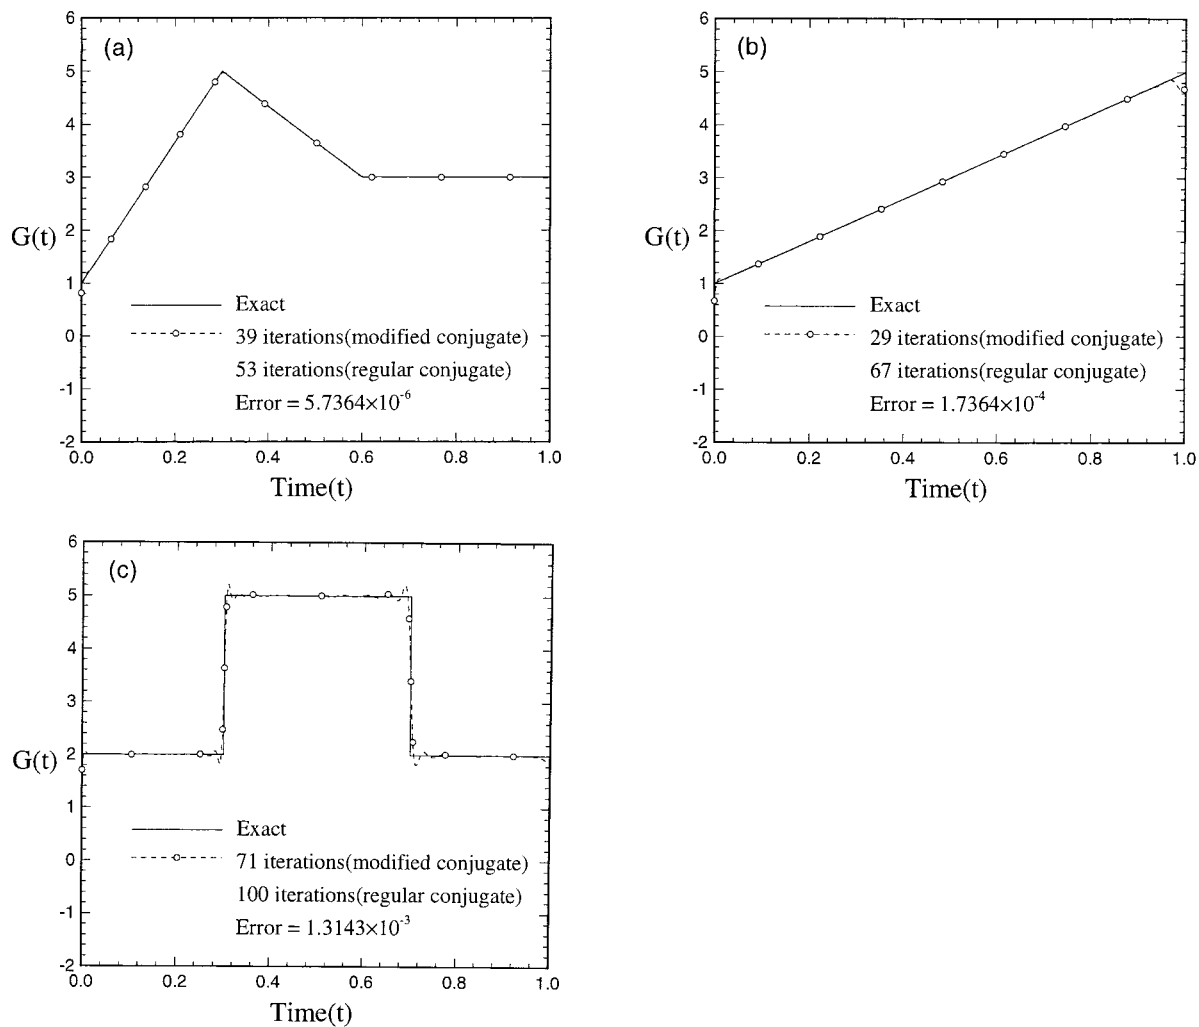 (a)
6
5
4
3
2
1
0
-1
-2
G(t)
Exact
39 iterations(modified conjugate)
53 iterations(regular conjugate)
Error = 5.7364×10⁻⁶
0.0 0.2 0.4 0.6 0.8 1.0
Time(t)
(b)
6
5
4
3
2
1
0
-1
-2
G(t)
Exact
29 iterations(modified conjugate)
67 iterations(regular conjugate)
Error = 1.7364×10⁻⁴
0.0 0.2 0.4 0.6 0.8 1.0
Time(t)
(c)
6
5
4
3
2
1
0
-1
-2
G(t)
Exact
71 iterations(modified conjugate)
100 iterations(regular conjugate)
Error = 1.3143×10⁻³
0.0 0.2 0.4 0.6 0.8 1.0
Time(t)